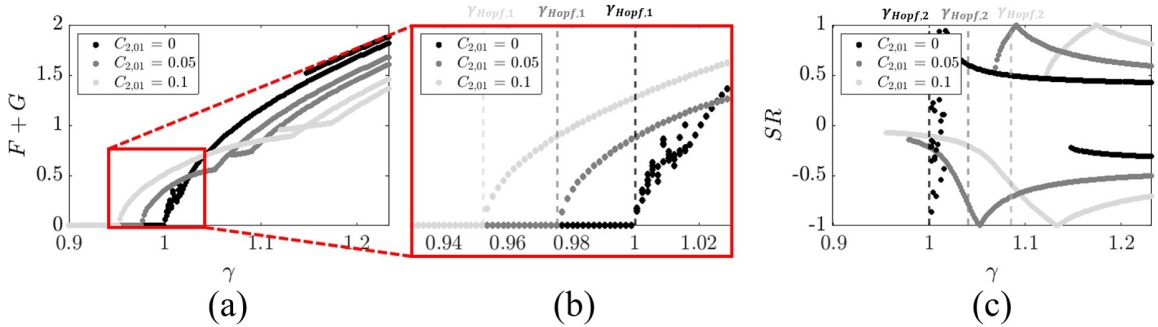 γHopf,1 γHopf,1 γHopf,1
γHopf,2 γHopf,2 γHopf,2
F + G
2
1.5
1
0.5
0
C2,01 = 0
C2,01 = 0.05
C2,01 = 0.1
0.9 1 1.1 1.2
γ
(a)
C2,01 = 0
C2,01 = 0.05
C2,01 = 0.1
0.94 0.96 0.98 1 1.02
γ
(b)
SR
1
0.5
0
-0.5
-1
C2,01 = 0
C2,01 = 0.05
C2,01 = 0.1
0.9 1 1.1 1.2
γ
(c)